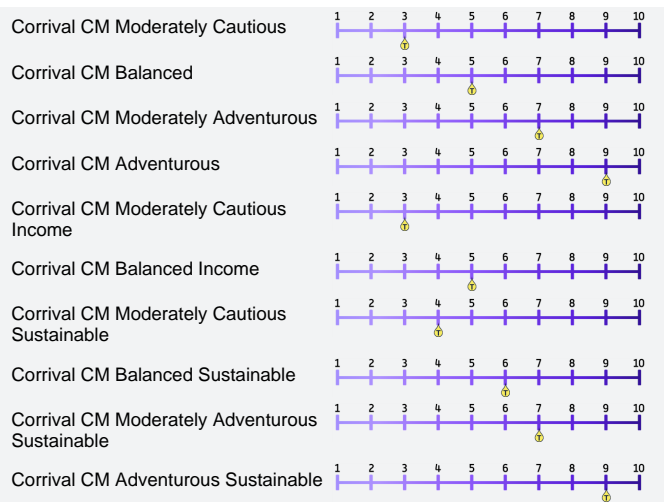 Corrival CM Moderately Cautious
1 2 3 4 5 6 7 8 9 10
T
Corrival CM Balanced
1 2 3 4 5 6 7 8 9 10
T
Corrival CM Moderately Adventurous
1 2 3 4 5 6 7 8 9 10
T
Corrival CM Adventurous
1 2 3 4 5 6 7 8 9 10
T
Corrival CM Moderately Cautious
Income
1 2 3 4 5 6 7 8 9 10
T
Corrival CM Balanced Income
1 2 3 4 5 6 7 8 9 10
T
Corrival CM Moderately Cautious
Sustainable
1 2 3 4 5 6 7 8 9 10
T
Corrival CM Balanced Sustainable
1 2 3 4 5 6 7 8 9 10
T
Corrival CM Moderately Adventurous
Sustainable
1 2 3 4 5 6 7 8 9 10
T
Corrival CM Adventurous Sustainable
1 2 3 4 5 6 7 8 9 10
T